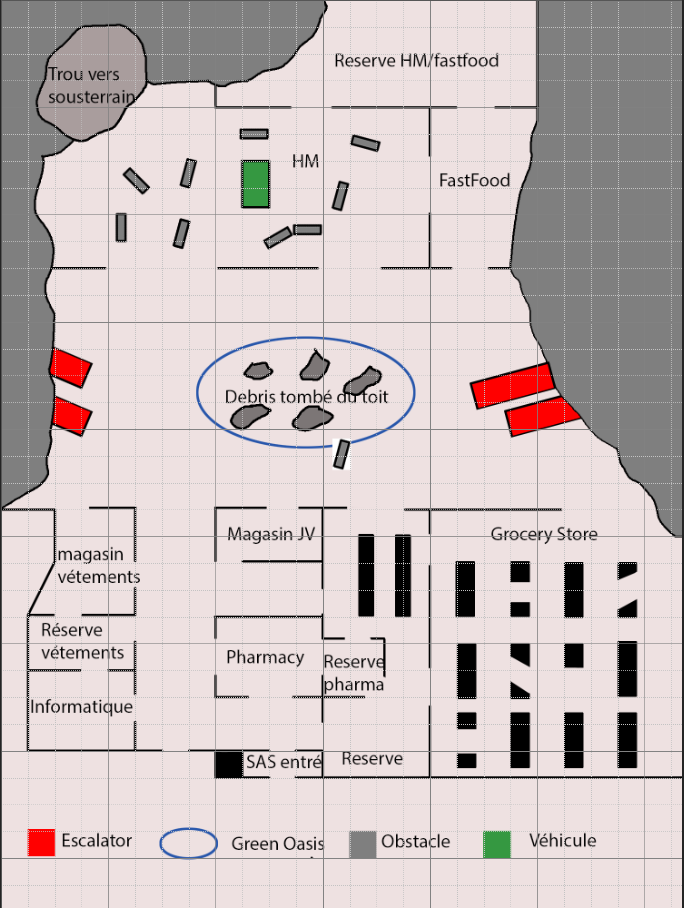 Reserve HM/fastfood
Trou vers
sousterrain
HM
FastFood
Debris tombé du toit
Magasin JV
Grocery Store
magasin
vétements
Réserve
vétements
Pharmacy
Reserve
pharma
Informatique
SAS entré
Reserve
Escalator
Green Oasis
Obstacle
Véhicule